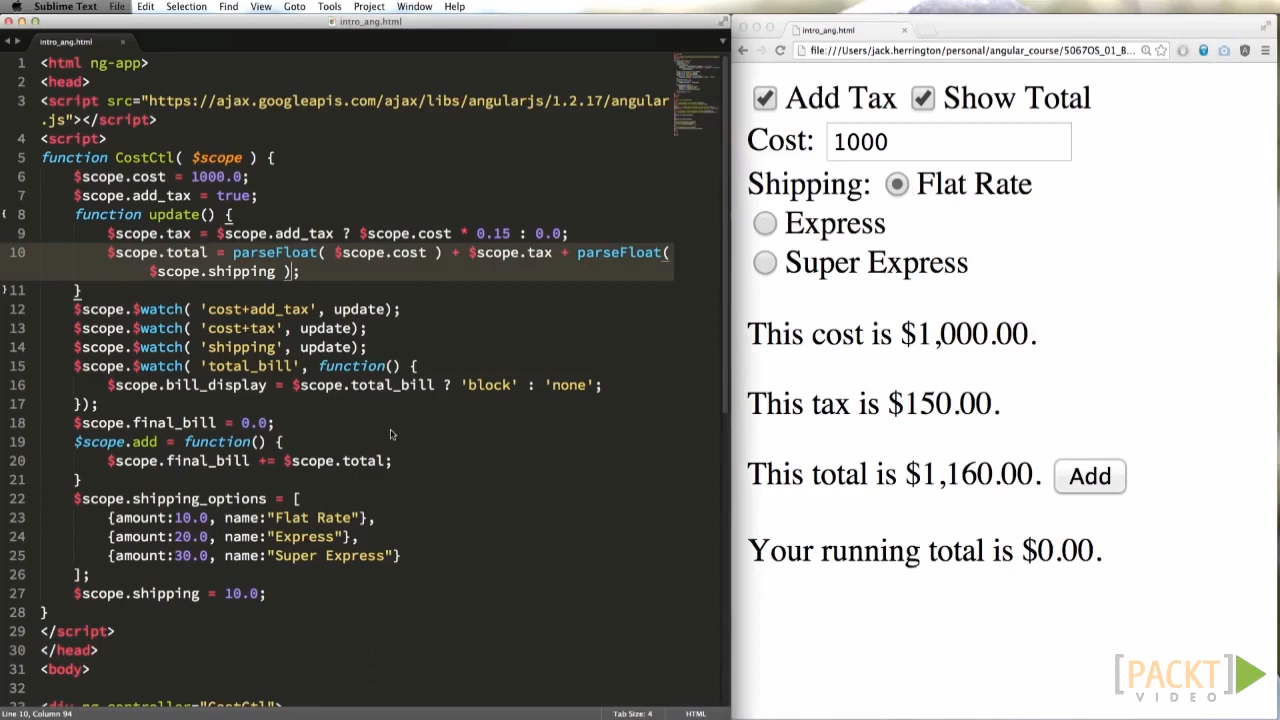 Sublime Text File Edit Selection Find View Goto Tools Project Window Help
intro_ang.html
intro_ang.html
1 <html ng-app>
2 <head>
3 <script src="https://ajax.googleapis.com/ajax/libs/angularjs/1.2.17/angular
.js"></script>
4 <script>
5 function CostCtl( $scope ) {
6 $scope.cost = 1000.0;
7 $scope.add_tax = true;
8 function update() {
9 $scope.tax = $scope.add_tax ? $scope.cost * 0.15 : 0.0;
10 $scope.total = parseFloat( $scope.cost ) + $scope.tax + parseFloat(
$scope.shipping );
11 }
12 $scope.$watch( 'cost+add_tax', update);
13 $scope.$watch( 'cost+tax', update);
14 $scope.$watch( 'shipping', update);
15 $scope.$watch( 'total_bill', function() {
16 $scope.bill_display = $scope.total_bill ? 'block' : 'none';
17 });
18 $scope.final_bill = 0.0;
19 $scope.add = function() {
20 $scope.final_bill += $scope.total;
21 }
22 $scope.shipping_options = [
23 {amount:10.0, name:"Flat Rate"},
24 {amount:20.0, name:"Express"},
25 {amount:30.0, name:"Super Express"}
26 ];
27 $scope.shipping = 10.0;
28 }
29 </script>
30 </head>
31 <body>
32
<div ng-controller="CostCtl">
Line 10, Column 94 Tab Size: 4 HTML
intro_ang.html
file:///Users/jack.herrington/personal/angular_course/5067OS_01_B...
Add Tax Show Total
Cost: 1000
Shipping: Flat Rate
Express
Super Express
This cost is $1,000.00.
This tax is $150.00.
This total is $1,160.00. Add
Your running total is $0.00.
[PACKT]
VIDEO